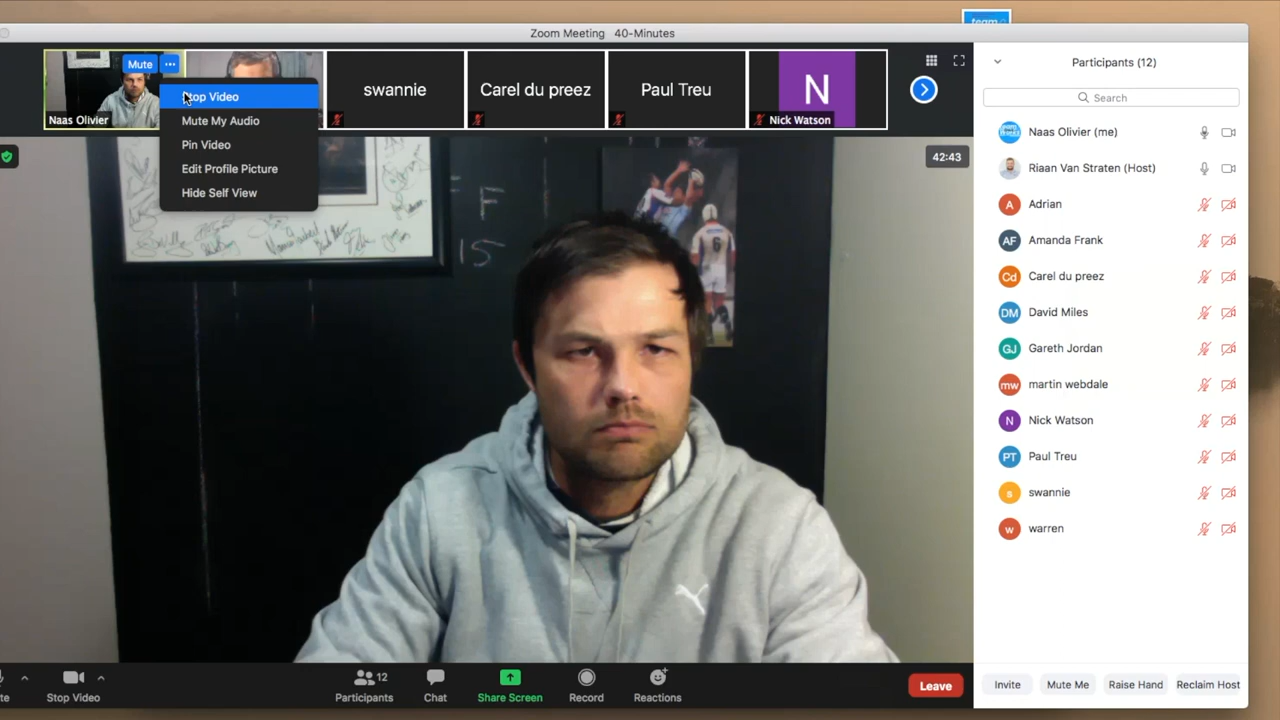 team
Zoom Meeting 40-Minutes
Mute
Naas Olivier
swannie
Carel du preez
Paul Treu
N
Nick Watson
Stop Video
Mute My Audio
Pin Video
Edit Profile Picture
Hide Self View
42:43
F
15
6
Participants (12)
Search
Naas Olivier (me)
Riaan Van Straten (Host)
A Adrian
AF Amanda Frank
Cd Carel du preez
DM David Miles
GJ Gareth Jordan
mw martin webdale
N Nick Watson
PT Paul Treu
s swannie
w warren
Stop Video
12
Participants
Chat
Share Screen
Record
Reactions
Leave
Invite
Mute Me
Raise Hand
Reclaim Host